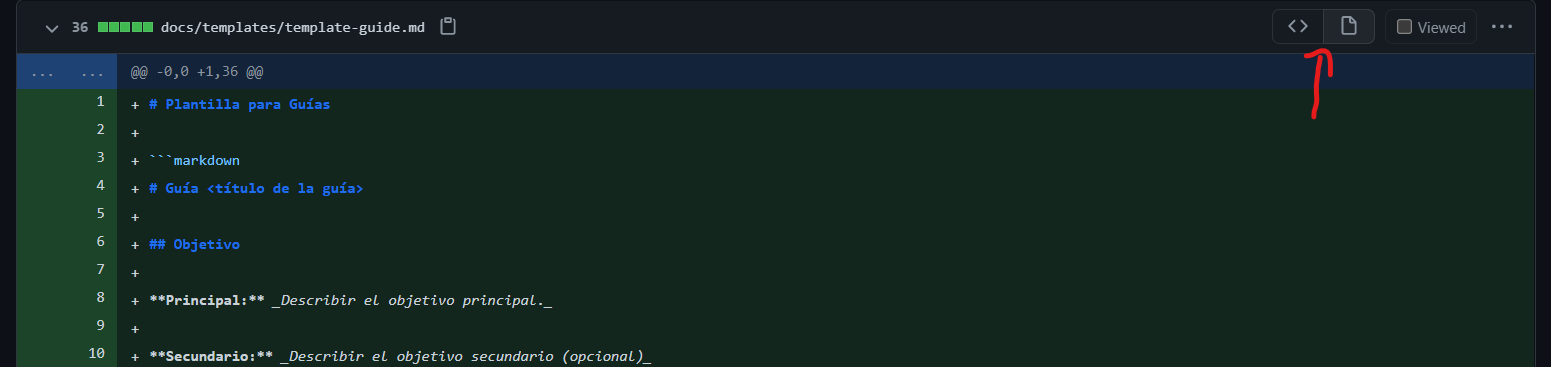 36 docs/templates/template-guide.md Viewed ...
... ... @@ -0,0 +1,36 @@
1 + # Plantilla para Guías
2 +
3 + ```markdown
4 + # Guía <título de la guía>
5 +
6 + ## Objetivo
7 +
8 + **Principal:** _Describir el objetivo principal._
9 +
10 + **Secundario:** _Describir el objetivo secundario (opcional)_